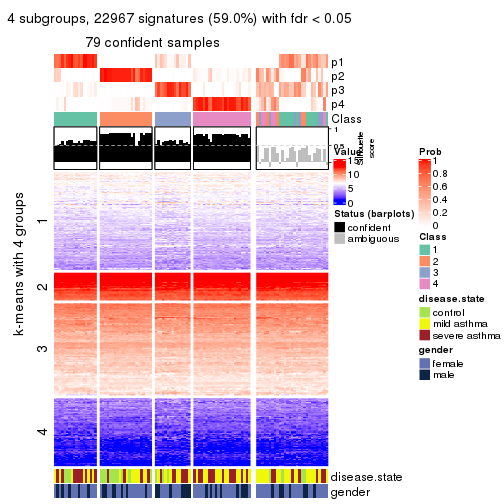 4 subgroups, 22967 signatures (59.0%) with fdr < 0.05
79 confident samples
p1
p2
p3
p4
Class
1
0.5
0
Silhouette
score
k-means with 4 groups
1
2
3
4
disease.state
gender
Value
15
10
5
0
Status (barplots)
confident
ambiguous
Prob
1
0.8
0.6
0.4
0.2
0
Class
1
2
3
4
disease.state
control
mild asthma
severe asthma
gender
female
male